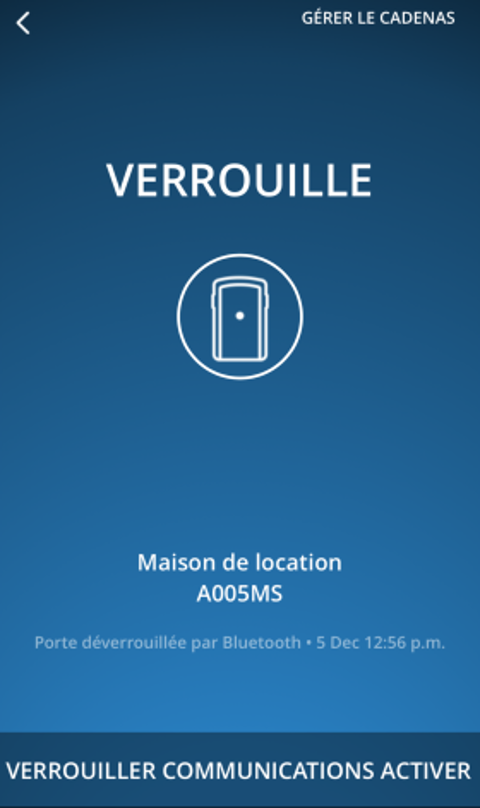 GÉRER LE CADENAS
VERROUILLE
Maison de location
A005MS
Porte déverrouillée par Bluetooth • 5 Dec 12:56 p.m.
VERROUILLER COMMUNICATIONS ACTIVER